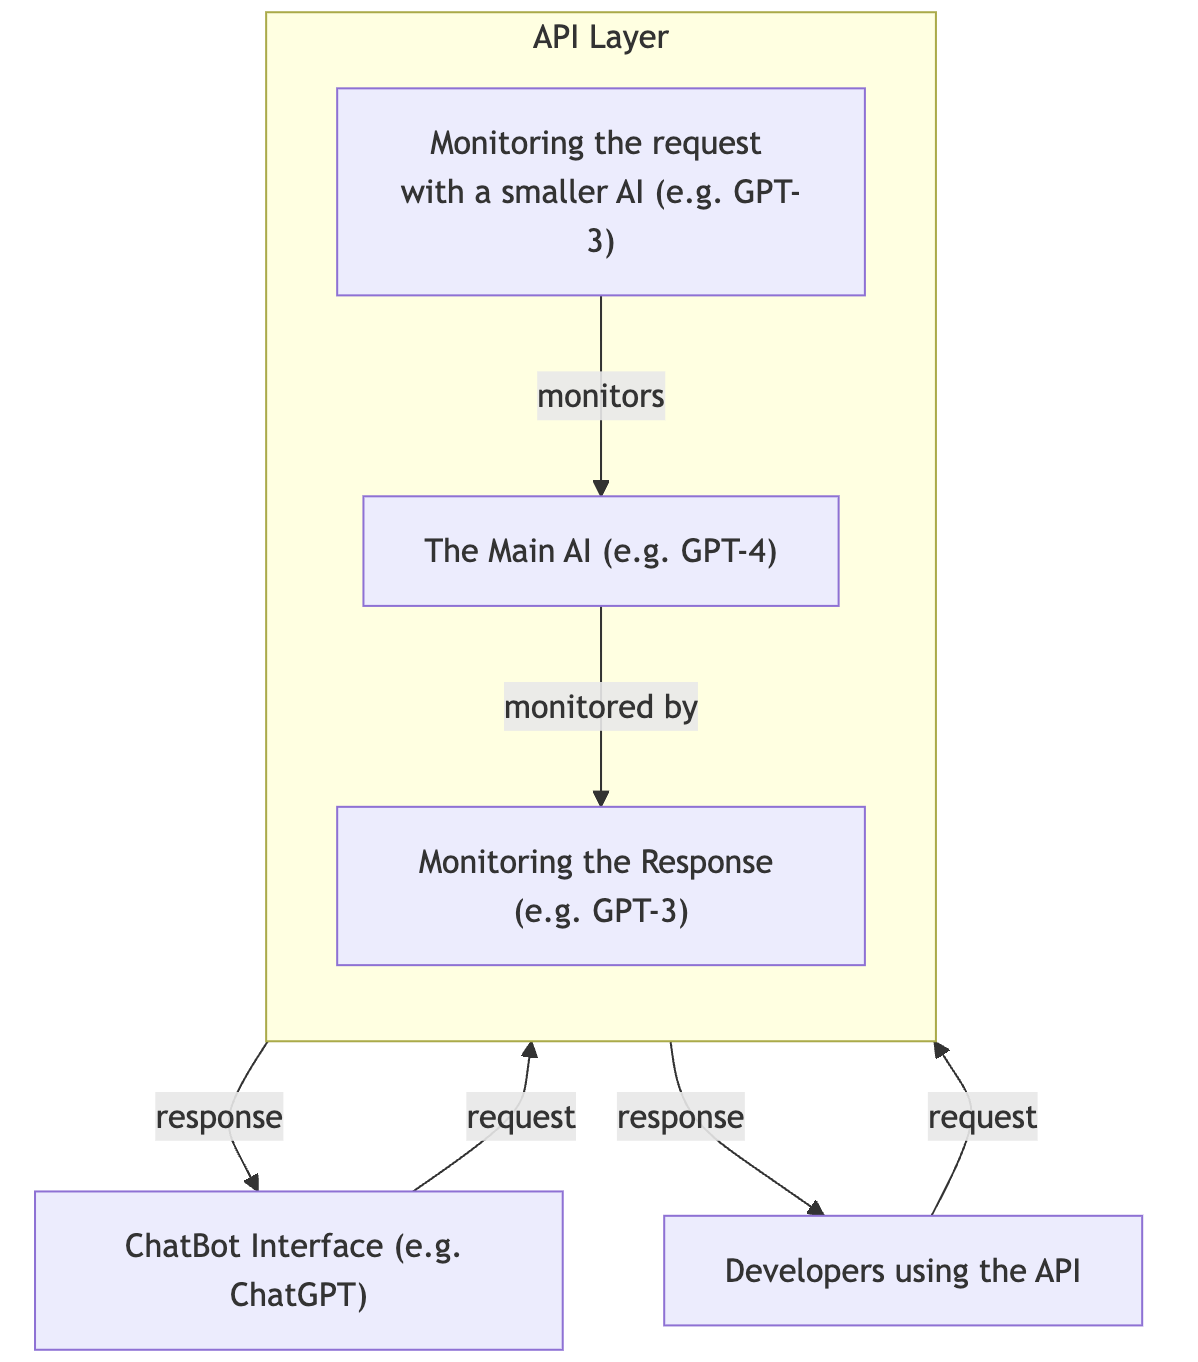 API Layer
Monitoring the request
with a smaller AI (e.g. GPT-
3)
monitors
The Main AI (e.g. GPT-4)
monitored by
Monitoring the Response
(e.g. GPT-3)
response
request
response
request
ChatBot Interface (e.g.
ChatGPT)
Developers using the API